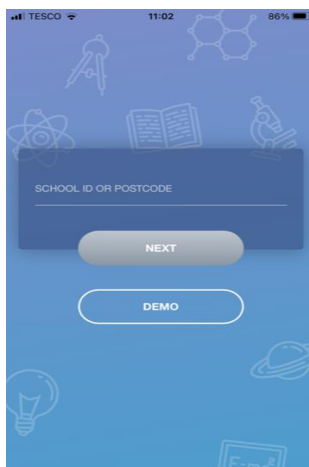 TESCO 11:02 86%
SCHOOL ID OR POSTCODE
NEXT
DEMO